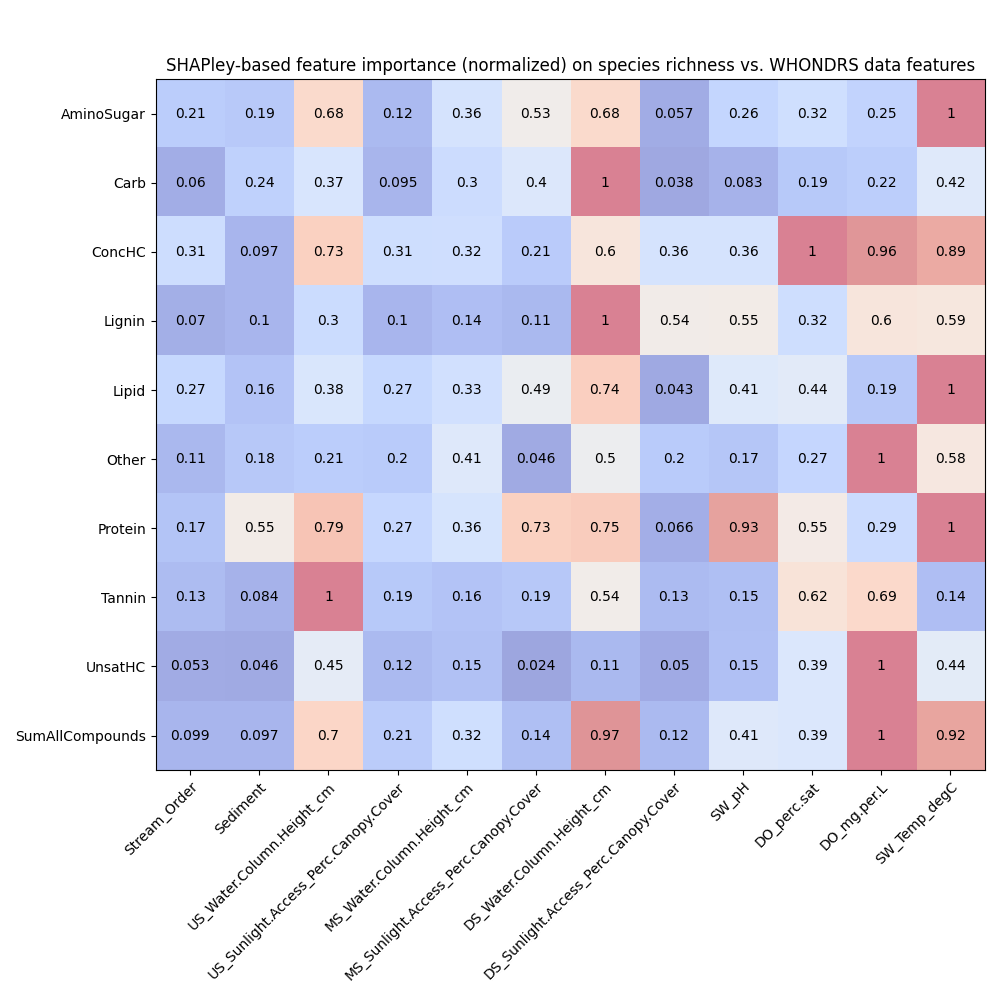 SHAPley-based feature importance (normalized) on species richness vs. WHONDRS data features
AminoSugar 0.21 0.19 0.68 0.12 0.36 0.53 0.68 0.057 0.26 0.32 0.25 1
Carb 0.06 0.24 0.37 0.095 0.3 0.4 1 0.038 0.083 0.19 0.22 0.42
ConcHC 0.31 0.097 0.73 0.31 0.32 0.21 0.6 0.36 0.36 1 0.96 0.89
Lignin 0.07 0.1 0.3 0.1 0.14 0.11 1 0.54 0.55 0.32 0.6 0.59
Lipid 0.27 0.16 0.38 0.27 0.33 0.49 0.74 0.043 0.41 0.44 0.19 1
Other 0.11 0.18 0.21 0.2 0.41 0.046 0.5 0.2 0.17 0.27 1 0.58
Protein 0.17 0.55 0.79 0.27 0.36 0.73 0.75 0.066 0.93 0.55 0.29 1
Tannin 0.13 0.084 1 0.19 0.16 0.19 0.54 0.13 0.15 0.62 0.69 0.14
UnsatHC 0.053 0.046 0.45 0.12 0.15 0.024 0.11 0.05 0.15 0.39 1 0.44
SumAllCompounds 0.099 0.097 0.7 0.21 0.32 0.14 0.97 0.12 0.41 0.39 1 0.92
Stream_Order
Sediment
US_Water.Column.Height_cm
US_Sunlight.Access_Perc.Canopy.Cover
MS_Water.Column.Height_cm
MS_Sunlight.Access_Perc.Canopy.Cover
DS_Water.Column.Height_cm
DS_Sunlight.Access_Perc.Canopy.Cover
SW_pH
DO_perc.sat
DO_mg.per.L
SW_Temp_degC